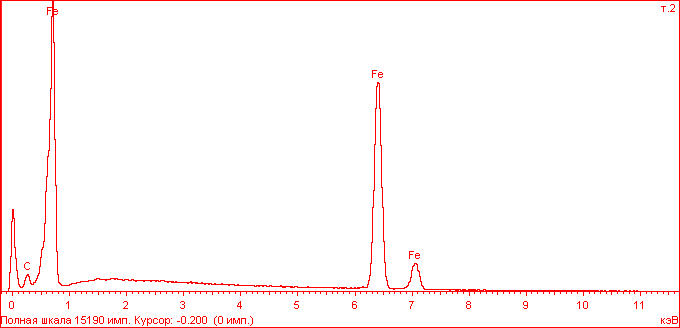 Fe
т.2
Fe
C
Fe
0 1 2 3 4 5 6 7 8 9 10 11
Полная шкала 15190 имп. Курсор: -0.200 (0 имп.)
кэВ